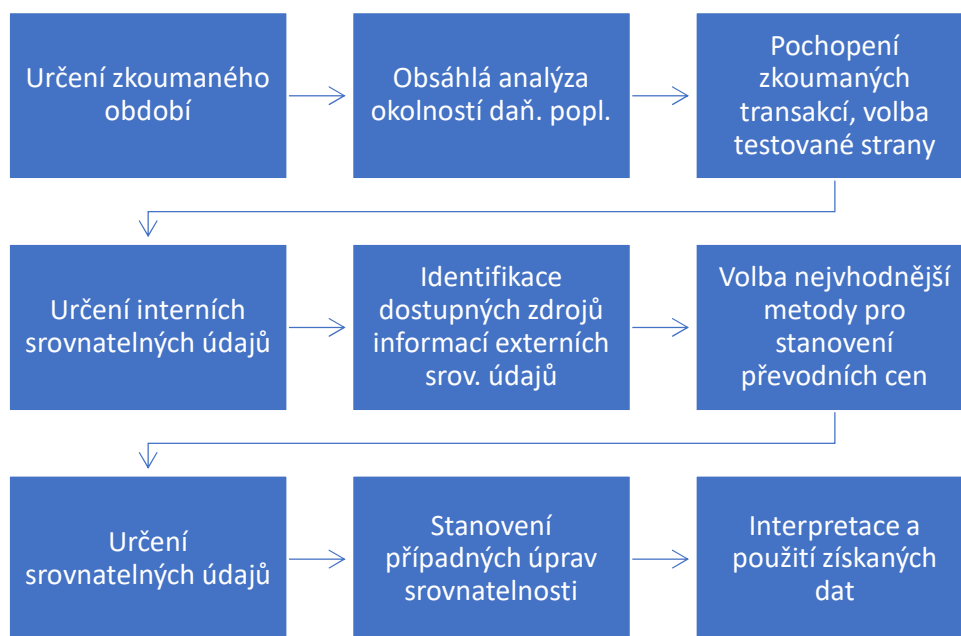 Určení zkoumaného
období
Obsáhlá analýza
okolností daň. popl.
Pochopení
zkoumaných
transakcí, volba
testované strany
Určení interních
srovnatelných údajů
Identifikace
dostupných zdrojů
informací externích
srov. údajů
Volba nejvhodnější
metody pro
stanovení
převodních cen
Určení
srovnatelných údajů
Stanovení
případných úprav
srovnatelnosti
Interpretace a
použití získaných
dat